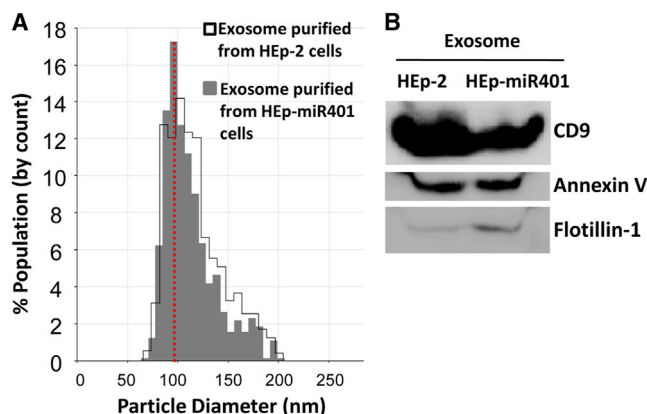 A
Exosome purified
from HEp-2 cells
Exosome purified
from HEp-miR401
cells
% Population (by count)
18
16
14
12
10
8
6
4
2
0
0 50 100 150 200 250
Particle Diameter (nm)
B
Exosome
HEp-2 HEp-miR401
CD9
Annexin V
Flotillin-1